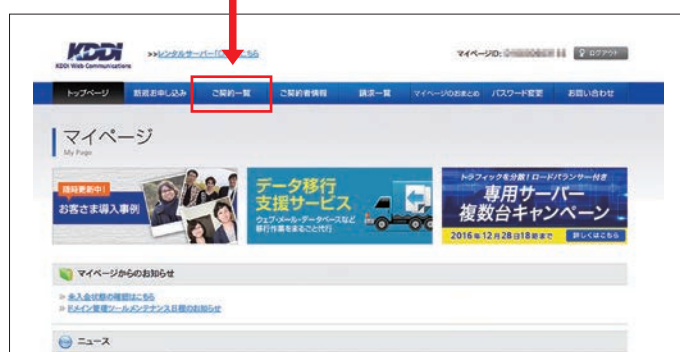 KDDI
KDDI Web Communications
>>レンタルサーバーTOPはこちら
マイページID:
ログアウト
トップページ 新規お申し込み ご契約一覧 ご契約者情報 請求一覧 マイページのおまとめ パスワード変更 お問い合わせ
マイページ
My Page
随時更新中!
お客さま導入事例
データ移行
支援サービス
ウェブ・メール・データベースなど
移行作業をまるごと代行
トラフィックを分散!ロードバランサー付き
専用サーバー
複数台キャンペーン
2016年12月28日18時まで 詳しくはこちら
マイページからのお知らせ
» 未入金状態の確認はこちら
» ドメイン管理ツールメンテナンス日程のお知らせ
ニュース